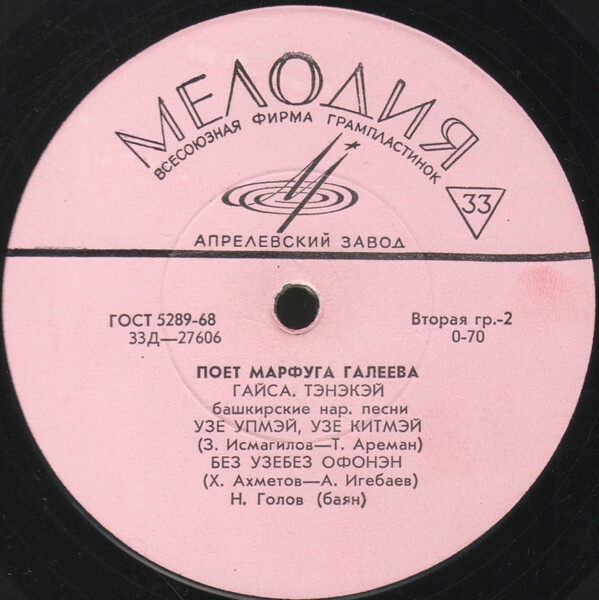 МЕЛОДИЯ
ВСЕСОЮЗНАЯ ФИРМА ГРАМПЛАСТИНОК
33
АПРЕЛЕВСКИЙ ЗАВОД
ГОСТ 5289-68
Вторая гр.-2
33Д—27606
0-70
ПОЕТ МАРФУГА ГАЛЕЕВА
ГАЙСА. ТЭНЭКЭЙ
башкирские нар. песни
УЗЕ УПМЭЙ, УЗЕ КИТМЭЙ
(З. Исмагилов—Т. Ареман)
БЕЗ УЗЕБЕЗ ОФОНЭН
(Х. Ахметов—А. Игебаев)
Н. Голов (баян)